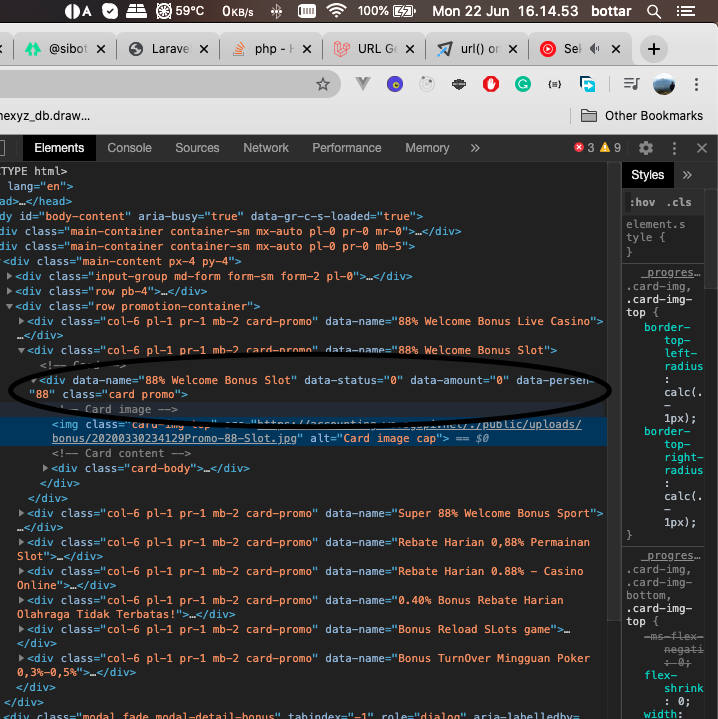 A 59°C 0KB/s 100% Mon 22 Jun 16.14.53 bottar
@sibot Laravel php - H URL Ge url() on Sek
nexyz_db.draw... Other Bookmarks
Elements Console Sources Network Performance Memory » 3 9
TYPE html>
lang="en">
ad>…</head>
dy id="body-content" aria-busy="true" data-gr-c-s-loaded="true">
div class="main-container container-sm mx-auto pl-0 pr-0 mr-0">…</div>
div class="main-container container-sm mx-auto pl-0 pr-0 mb-5">
<div class="main-content px-4 py-4">
<div class="input-group md-form form-sm form-2 pl-0">…</div>
<div class="row pb-4">…</div>
<div class="row promotion-container">
<div class="col-6 pl-1 pr-1 mb-2 card-promo" data-name="88% Welcome Bonus Live Casino">
…</div>
<div class="col-6 pl-1 pr-1 mb-2 card-promo" data-name="88% Welcome Bonus Slot">
<!-- Card -->
<div data-name="88% Welcome Bonus Slot" data-status="0" data-amount="0" data-persen=
"88" class="card promo">
<!-- Card image -->
<img class="card-img-top" src="https://accounting./public/uploads/
bonus/20200330234129Promo-88-Slot.jpg" alt="Card image cap"> == $0
<!-- Card content -->
<div class="card-body">…</div>
</div>
</div>
<div class="col-6 pl-1 pr-1 mb-2 card-promo" data-name="Super 88% Welcome Bonus Sport">
…</div>
<div class="col-6 pl-1 pr-1 mb-2 card-promo" data-name="Rebate Harian 0,88% Permainan
Slot">…</div>
<div class="col-6 pl-1 pr-1 mb-2 card-promo" data-name="Rebate Harian 0.88% - Casino
Online">…</div>
<div class="col-6 pl-1 pr-1 mb-2 card-promo" data-name="0.40% Bonus Rebate Harian
Olahraga Tidak Terbatas!">…</div>
<div class="col-6 pl-1 pr-1 mb-2 card-promo" data-name="Bonus Reload SLots game">…
</div>
<div class="col-6 pl-1 pr-1 mb-2 card-promo" data-name="Bonus TurnOver Mingguan Poker
0,3%-0,5%">…</div>
</div>
</div>
<div class="modal fade modal-detail-bonus" tabindex="-1" role="dialog" aria-labelledby=
Styles »
:hov .cls
element.s
tyle {
}
_progres…
.card-img,
.card-img-
top {
border-
top-
left-
radius
:
calc(.
-
1px);
border-
top-
right-
radius
:
calc(.
-
1px);
}
_progres…
.card-img,
.card-img-
bottom,
.card-img-
top {
-ms-flex-
negati
: 0;
flex-
shrink
: 0;
width: